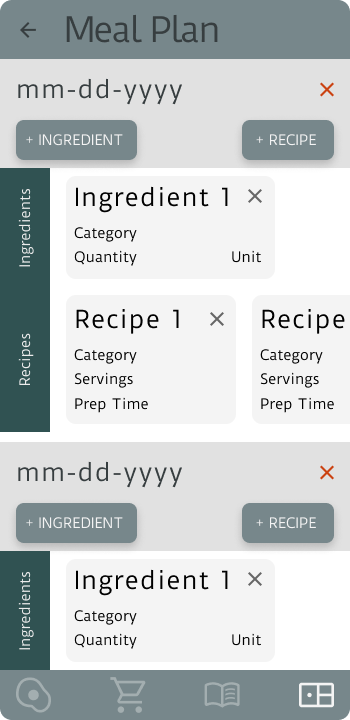 Meal Plan
mm-dd-yyyy
+ INGREDIENT
+ RECIPE
Ingredients
Ingredient 1
Category
Quantity Unit
Recipes
Recipe 1
Category
Servings
Prep Time
Recipe
Category
Servings
Prep Time
mm-dd-yyyy
+ INGREDIENT
+ RECIPE
Ingredients
Ingredient 1
Category
Quantity Unit